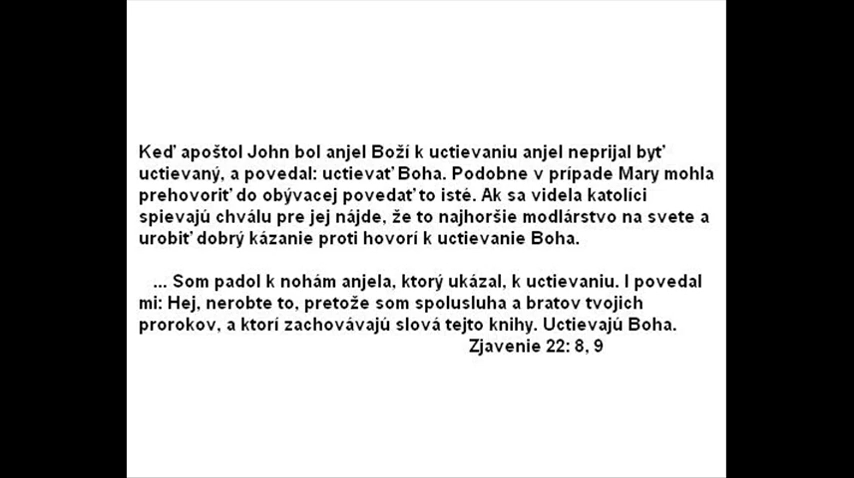 Keď apoštol John bol anjel Boží k uctievaniu anjel neprijal byť
uctievaný, a povedal: uctievať Boha. Podobne v prípade Mary mohla
prehovoriť do obývacej povedať to isté. Ak sa videla katolíci
spievajú chválu pre jej nájde, že to najhoršie modlárstvo na svete a
urobiť dobrý kázanie proti hovorí k uctievanie Boha.
... Som padol k nohám anjela, ktorý ukázal, k uctievaniu. I povedal
mi: Hej, nerobte to, pretože som spolusluha a bratov tvojich
prorokov, a ktorí zachovávajú slová tejto knihy. Uctievajú Boha.
Zjavenie 22: 8, 9